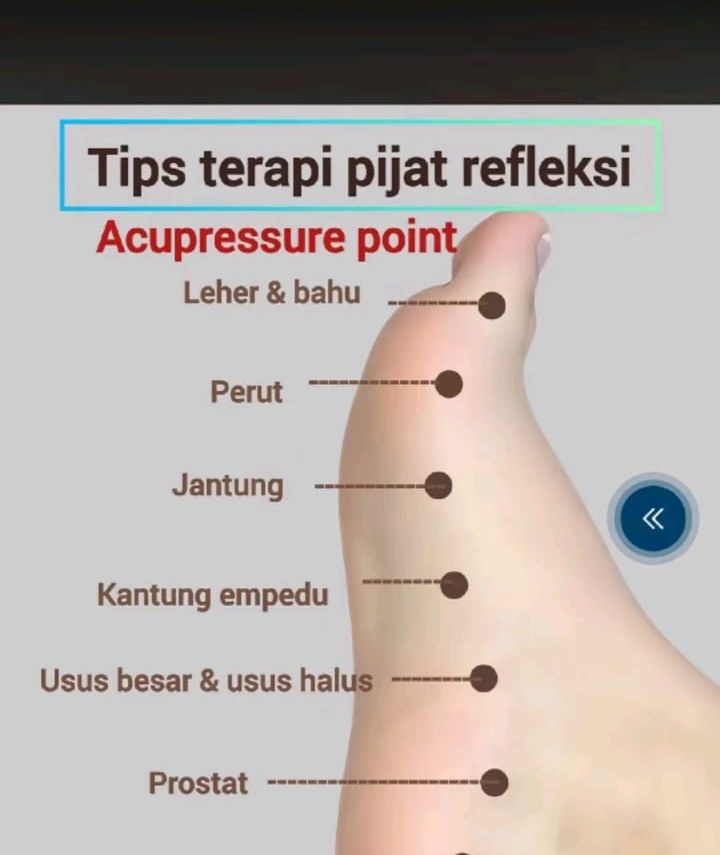 Tips terapi pijat refleksi
Acupressure point
Leher & bahu
Perut
Jantung
Kantung empedu
Usus besar & usus halus
Prostat